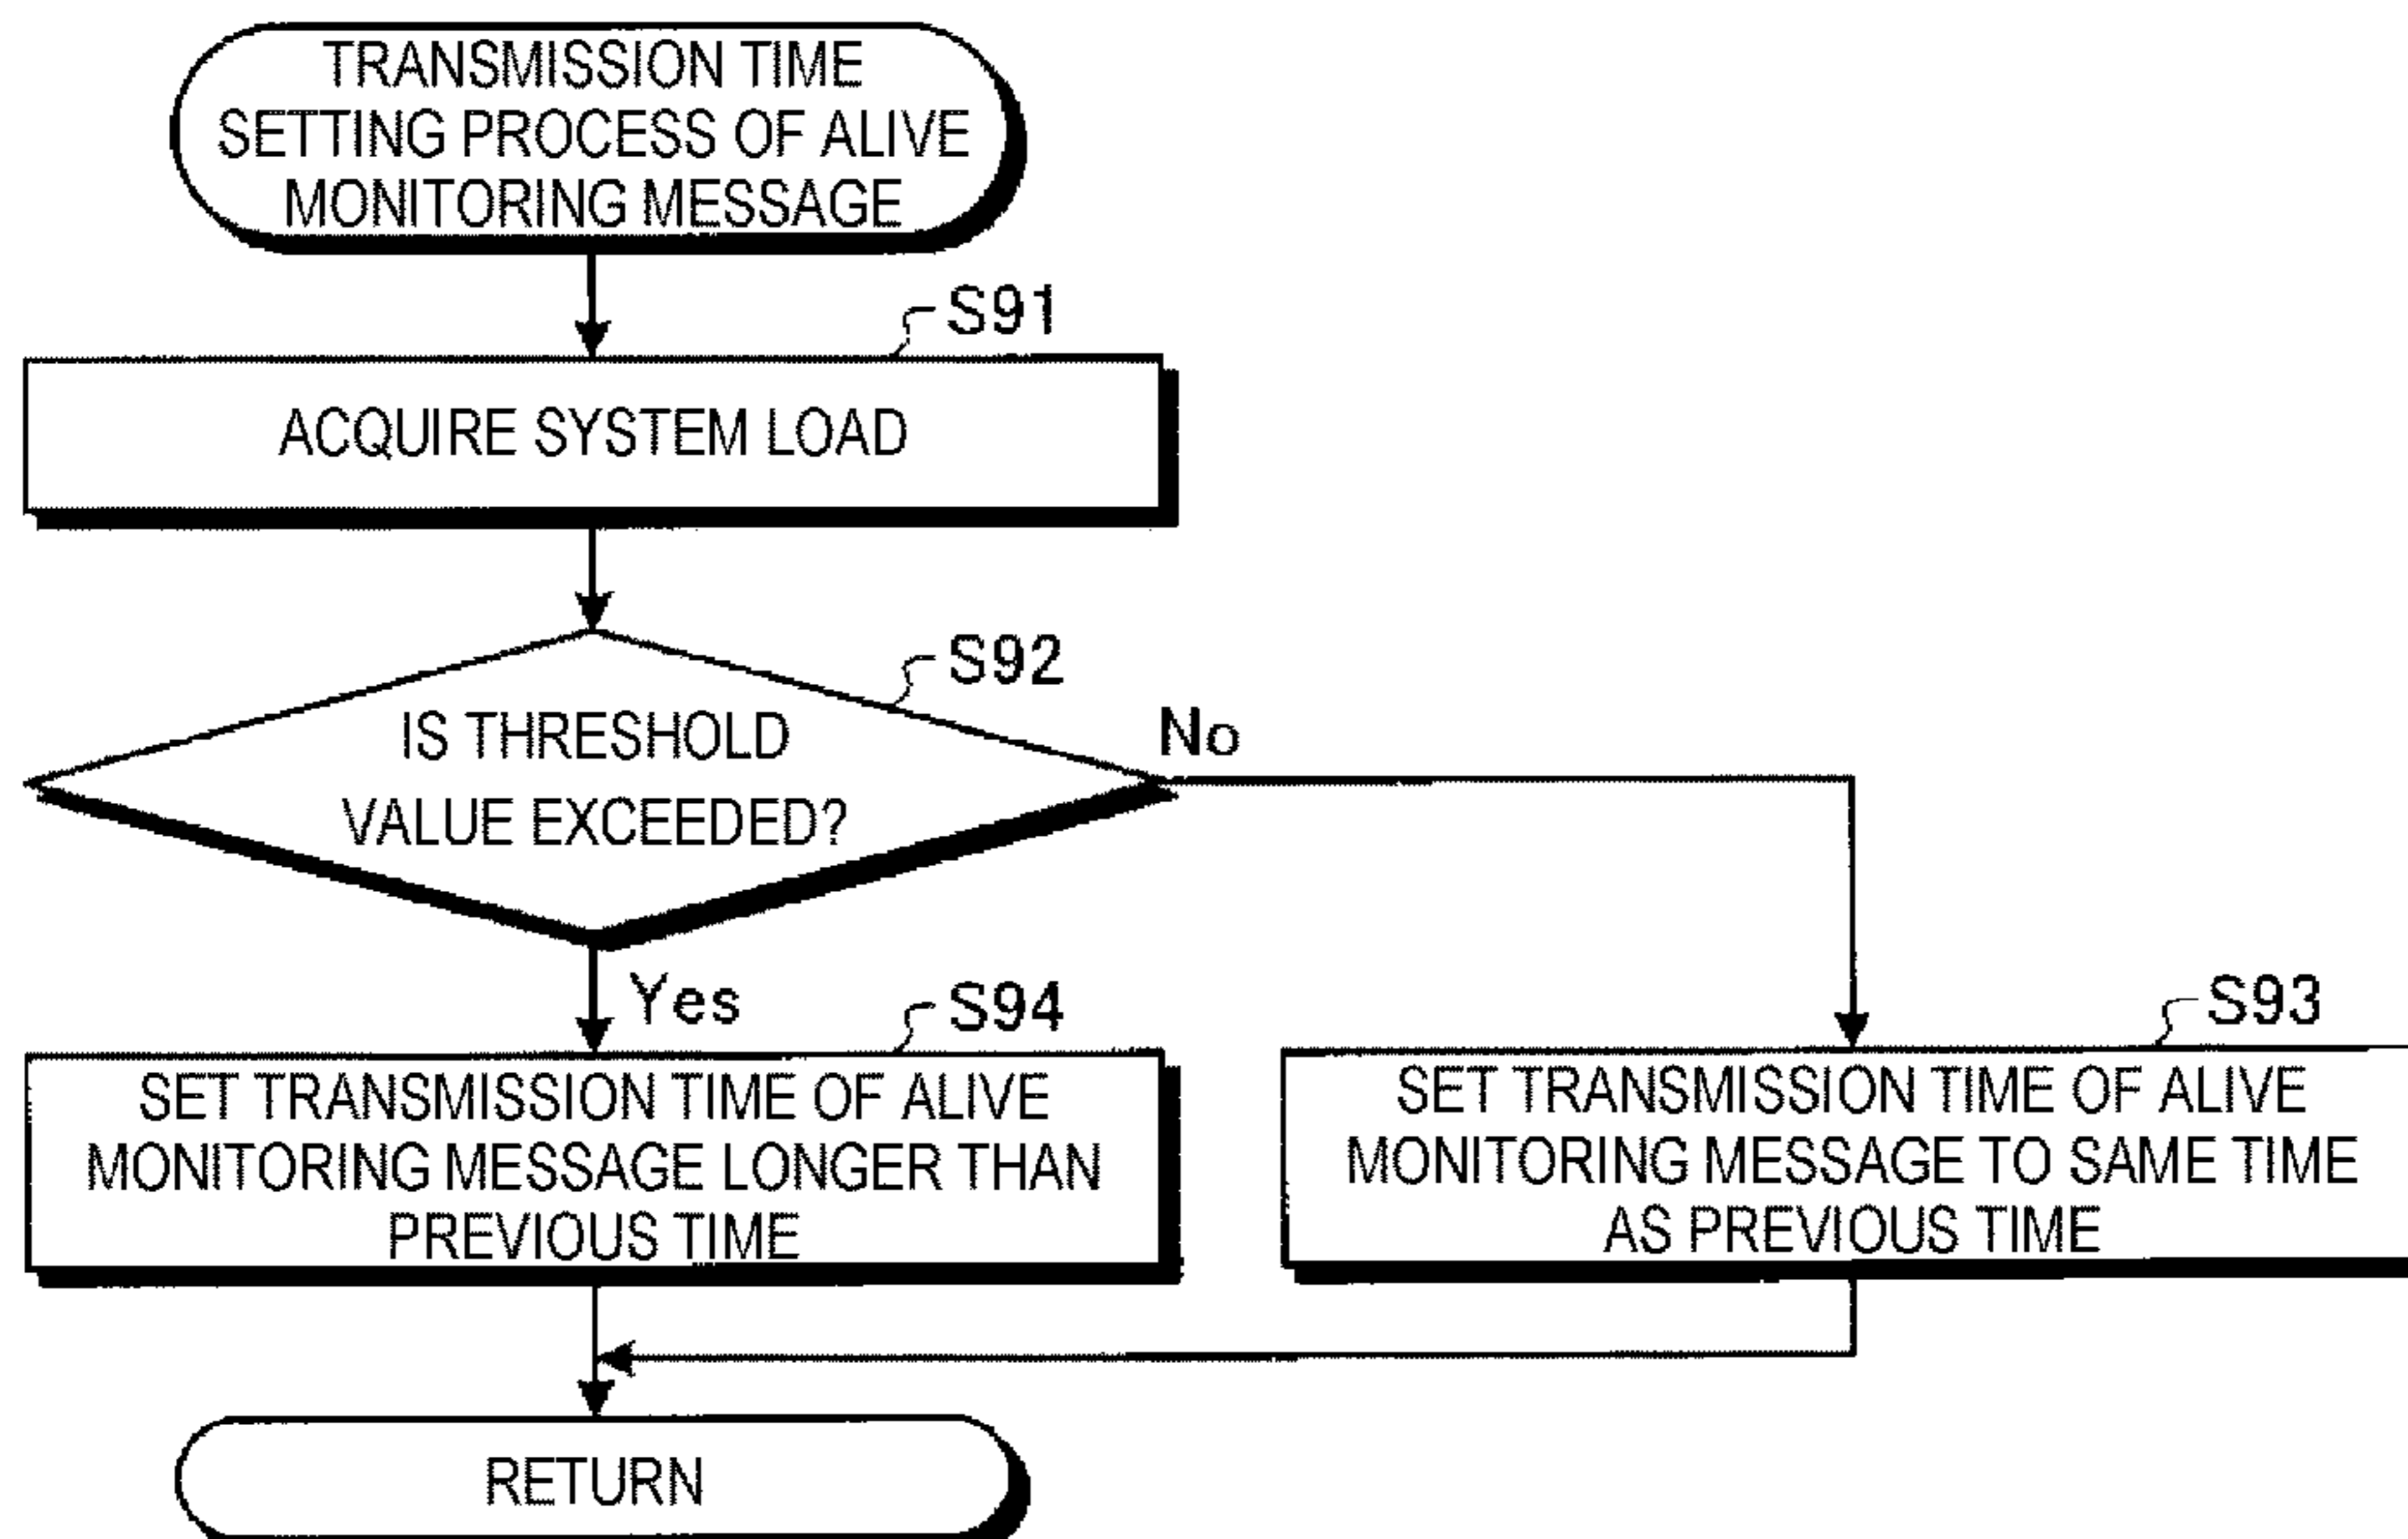 TRANSMISSION TIME
SETTING PROCESS OF ALIVE
MONITORING MESSAGE
S91
ACQUIRE SYSTEM LOAD
S92
IS THRESHOLD
VALUE EXCEEDED?
No
Yes
S94
SET TRANSMISSION TIME OF ALIVE
MONITORING MESSAGE LONGER THAN
PREVIOUS TIME
S93
SET TRANSMISSION TIME OF ALIVE
MONITORING MESSAGE TO SAME TIME
AS PREVIOUS TIME
RETURN